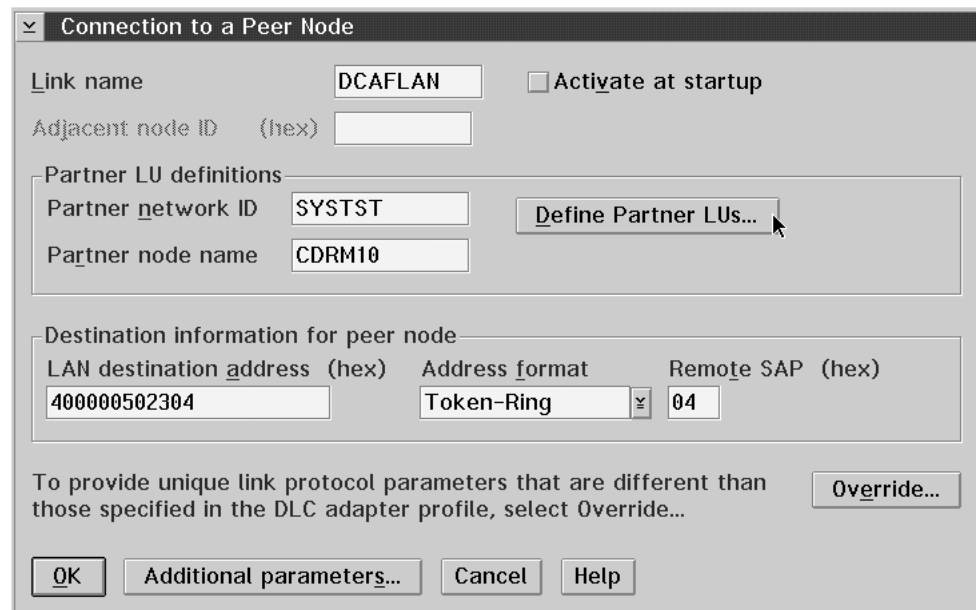 Connection to a Peer Node
Link name DCAFLAN Activate at startup
Adjacent node ID (hex)
Partner LU definitions
Partner network ID SYSTST Define Partner LUs...
Partner node name CDRM10
Destination information for peer node
LAN destination address (hex) Address format Remote SAP (hex)
400000502304 Token-Ring 04
To provide unique link protocol parameters that are different than
those specified in the DLC adapter profile, select Override... Override...
OK Additional parameters... Cancel Help